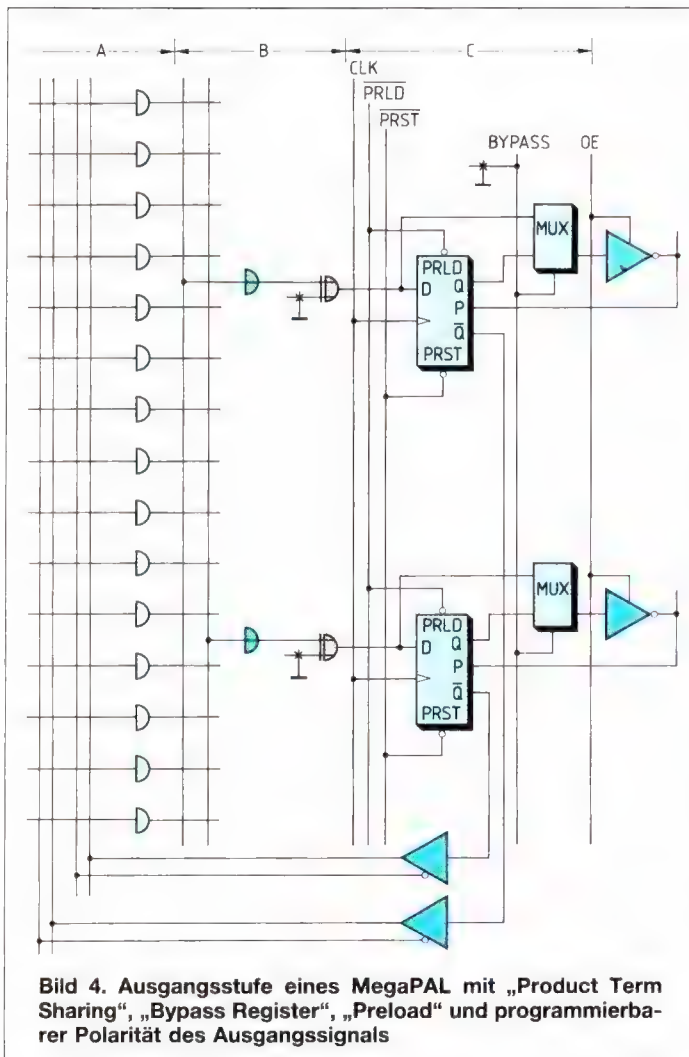 A B C
CLK
PRLD
PRST
BYPASS OE
MUX
PRLD
D Q
P
Q
PRST
MUX
PRLD
D Q
P
Q
PRST
Bild 4. Ausgangsstufe eines MegaPAL mit „Product Term
Sharing“, „Bypass Register“, „Preload“ und programmierba-
rer Polarität des Ausgangssignals